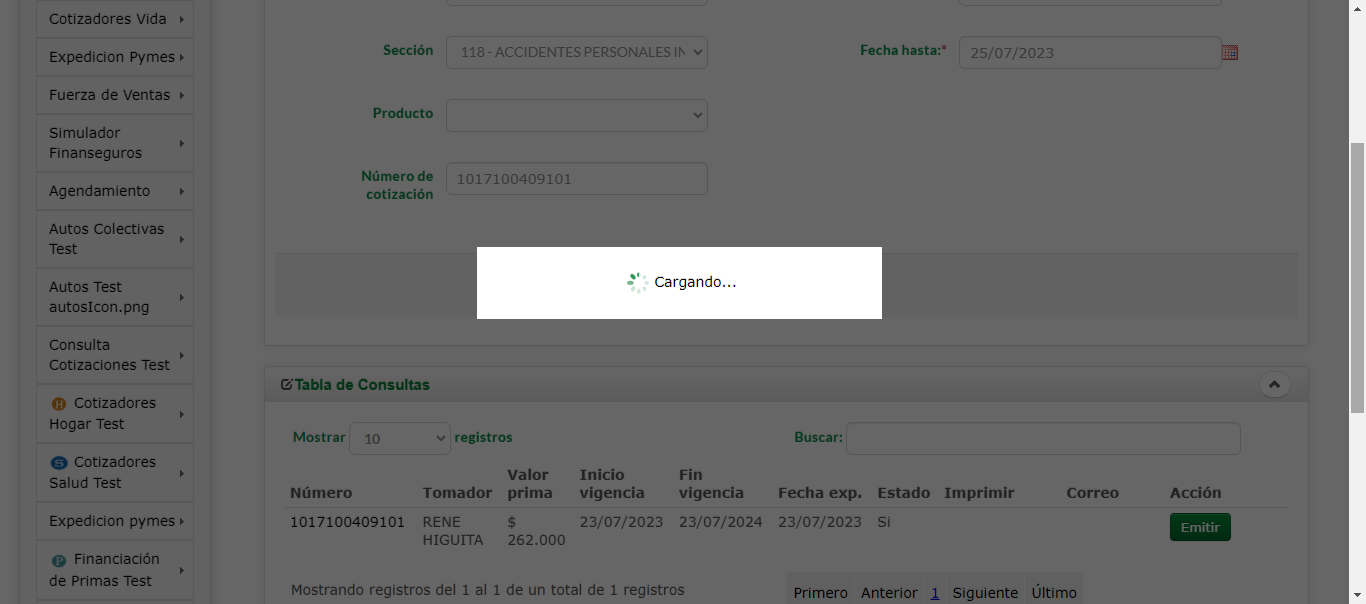 Cotizadores Vida
Expedicion Pymes
Fuerza de Ventas
Simulador
Finanseguros
Agendamiento
Autos Colectivas
Test
Autos Test
autosIcon.png
Consulta
Cotizaciones Test
H Cotizadores
Hogar Test
S Cotizadores
Salud Test
Expedicion pymes
P Financiación
de Primas Test
Sección
118 - ACCIDENTES PERSONALES IN
Fecha hasta:*
25/07/2023
Producto
Número de
cotización
1017100409101
Cargando...
Tabla de Consultas
Mostrar 10 registros
Buscar:
Número Tomador Valor prima Inicio vigencia Fin vigencia Fecha exp. Estado Imprimir Correo Acción
1017100409101 RENE HIGUITA $ 262.000 23/07/2023 23/07/2024 23/07/2023 Si Emitir
Mostrando registros del 1 al 1 de un total de 1 registros
Primero Anterior 1 Siguiente Último